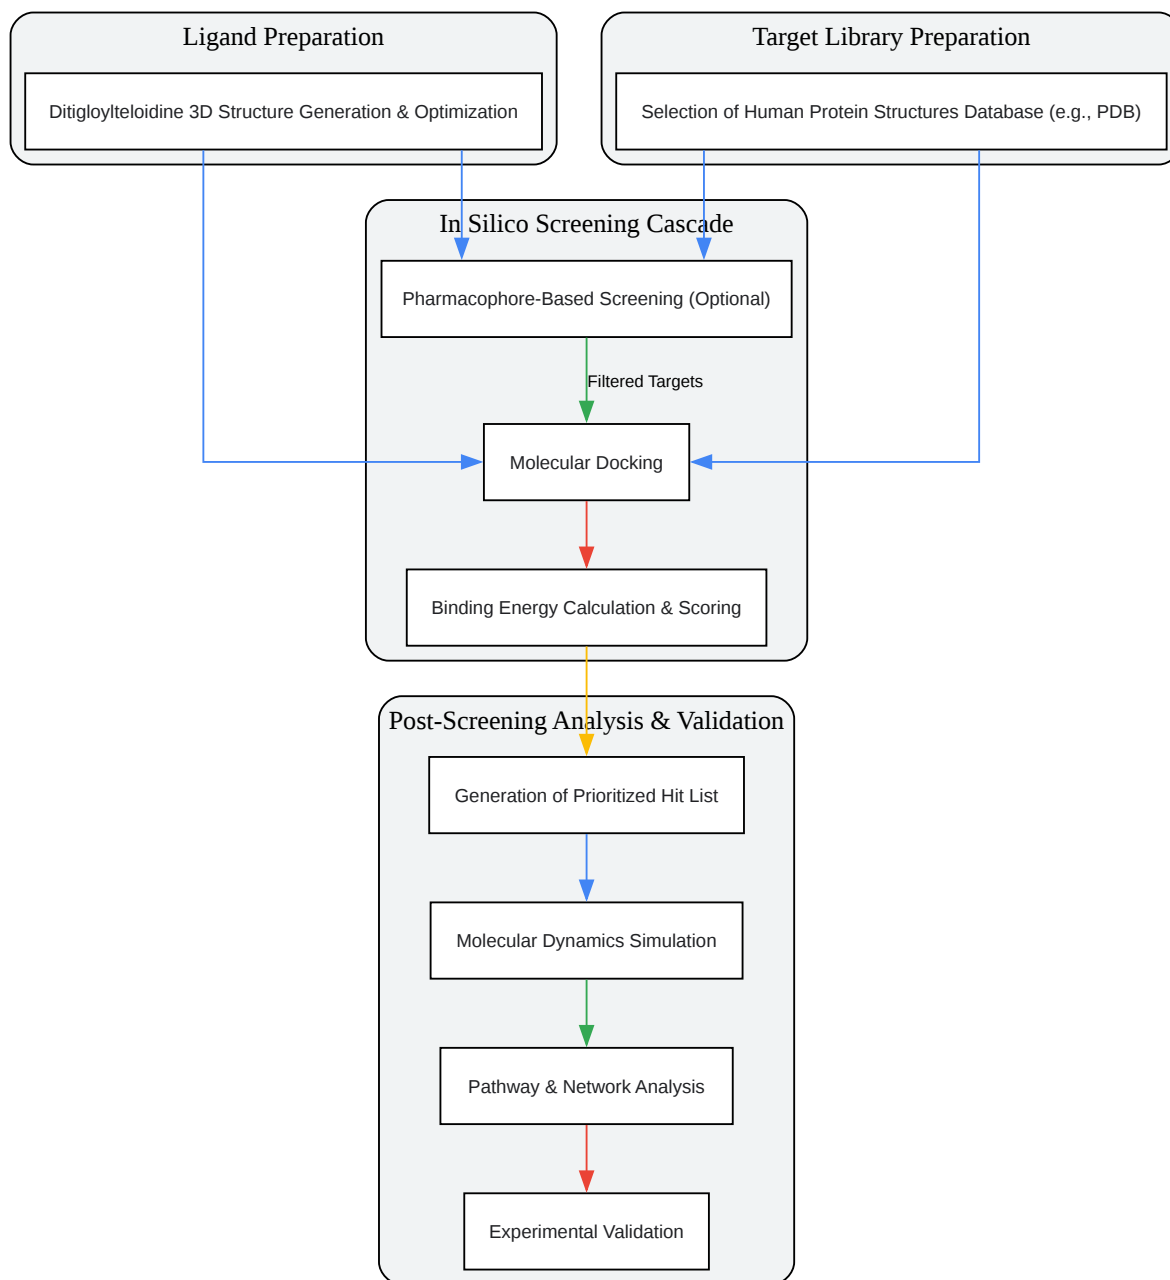 Ligand Preparation
Target Library Preparation
Ditigloylteloidine 3D Structure Generation & Optimization
Selection of Human Protein Structures Database (e.g., PDB)
In Silico Screening Cascade
Pharmacophore-Based Screening (Optional)
Filtered Targets
Molecular Docking
Binding Energy Calculation & Scoring
Post-Screening Analysis & Validation
Generation of Prioritized Hit List
Molecular Dynamics Simulation
Pathway & Network Analysis
Experimental Validation